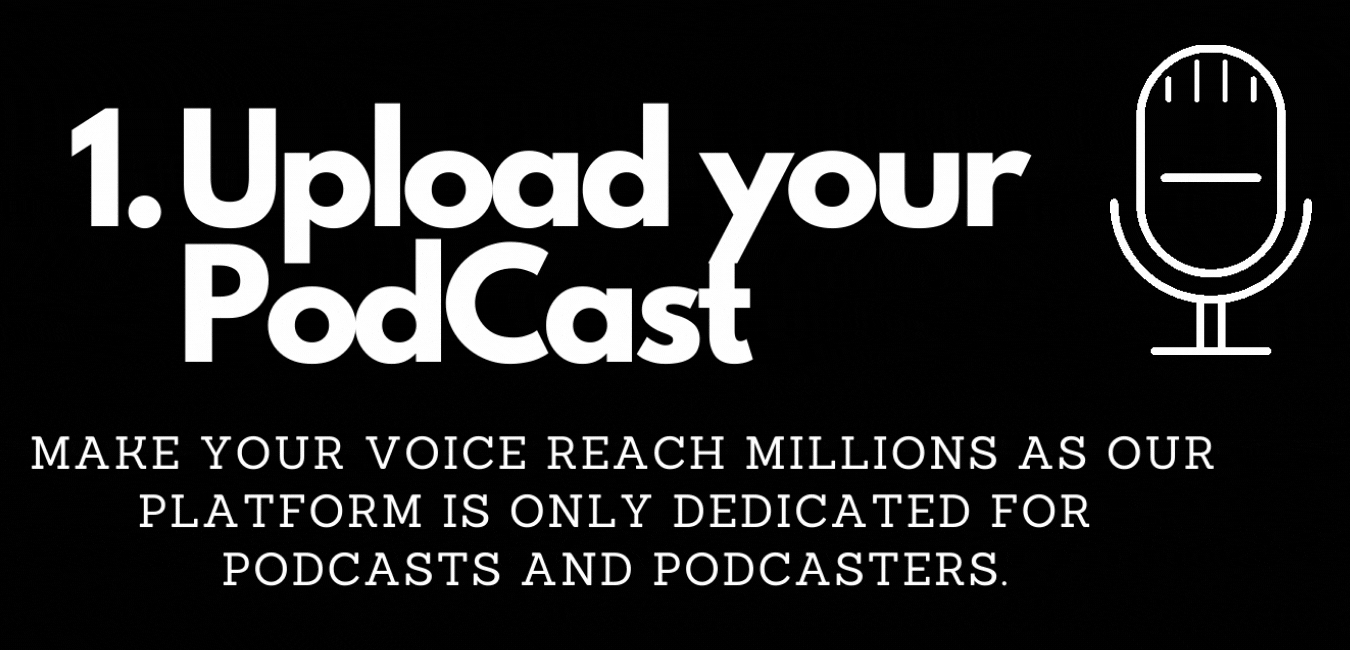 1. Upload your
PodCast
MAKE YOUR VOICE REACH MILLIONS AS OUR
PLATFORM IS ONLY DEDICATED FOR
PODCASTS AND PODCASTERS.